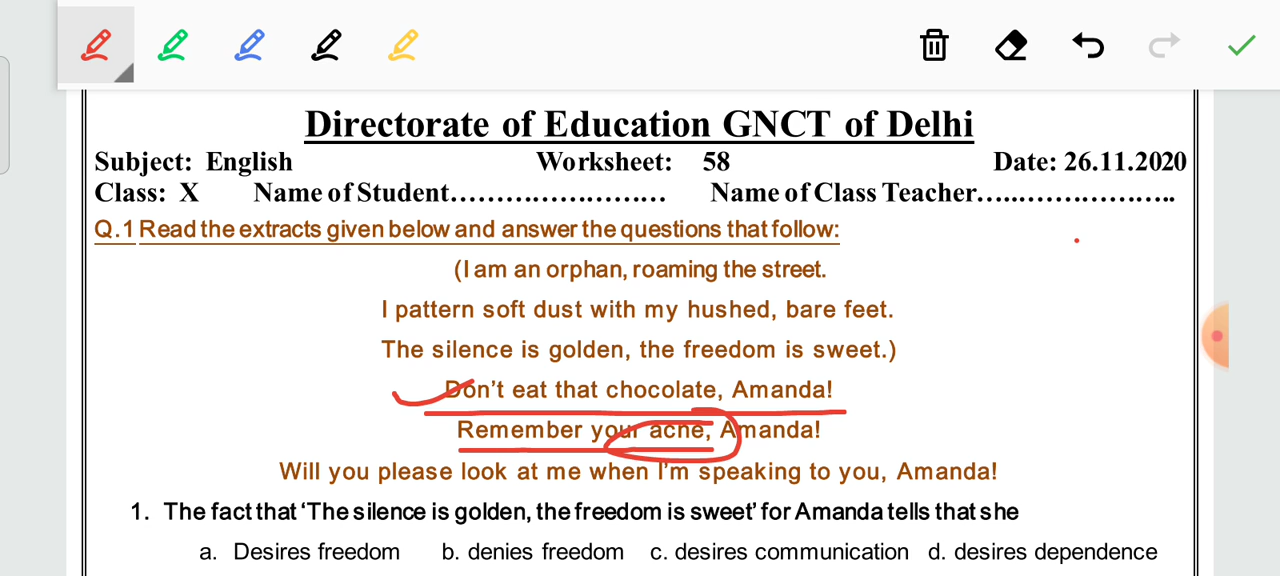 Directorate of Education GNCT of Delhi
Subject: English Worksheet: 58 Date: 26.11.2020
Class: X Name of Student........................ Name of Class Teacher..........................
Q.1 Read the extracts given below and answer the questions that follow:
(I am an orphan, roaming the street.
I pattern soft dust with my hushed, bare feet.
The silence is golden, the freedom is sweet.)
Don't eat that chocolate, Amanda!
Remember your acne, Amanda!
Will you please look at me when I'm speaking to you, Amanda!
1. The fact that ‘The silence is golden, the freedom is sweet’ for Amanda tells that she
a. Desires freedom b. denies freedom c. desires communication d. desires dependence